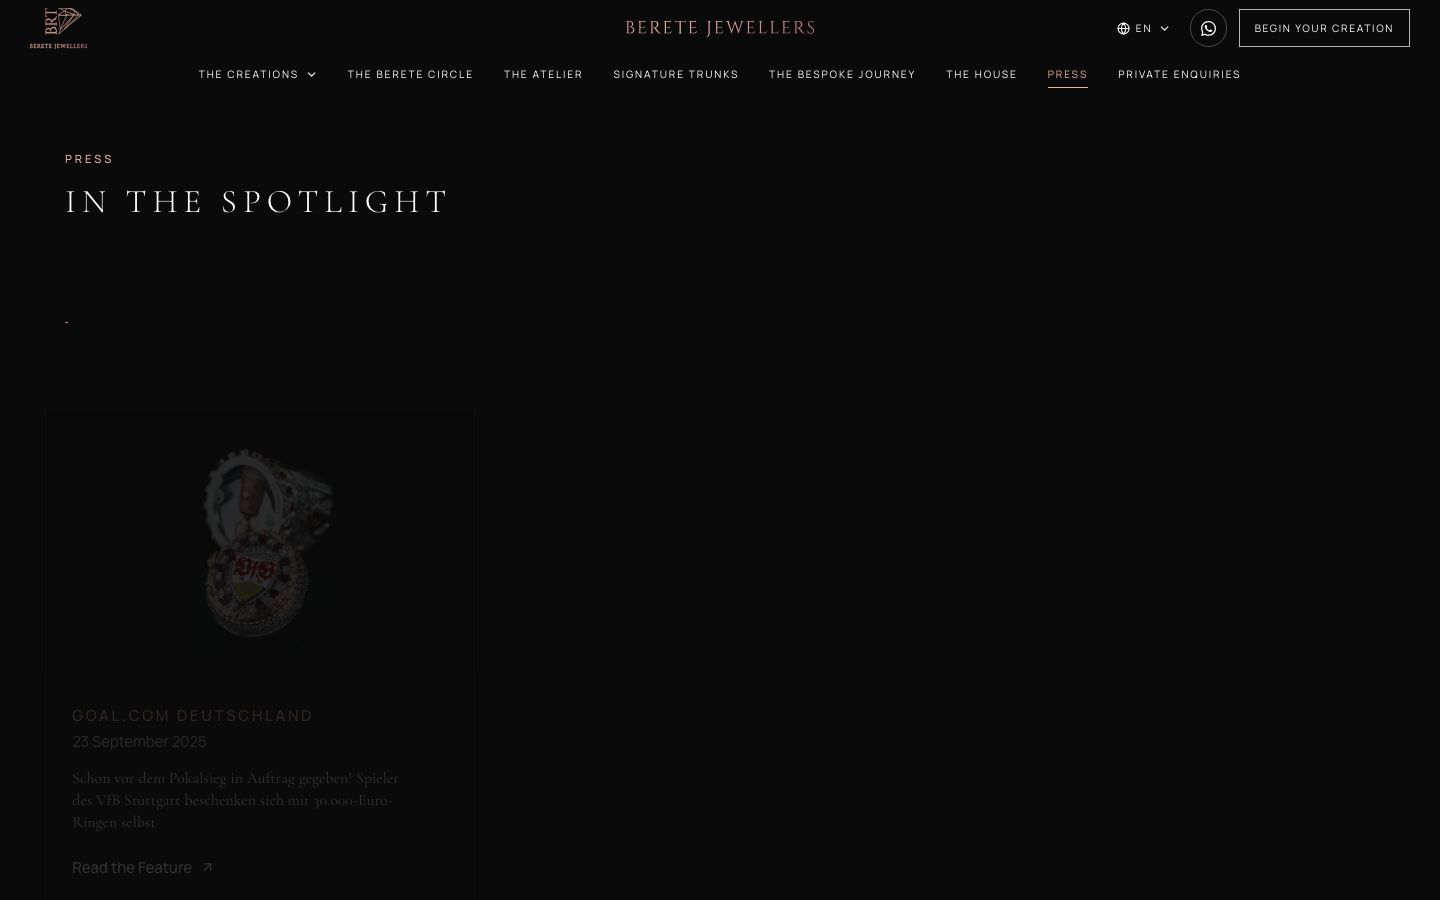 BRT
BERETE JEWELLERS
BERETE JEWELLERS
EN
BEGIN YOUR CREATION
THE CREATIONS
THE BERETE CIRCLE
THE ATELIER
SIGNATURE TRUNKS
THE BESPOKE JOURNEY
THE HOUSE
PRESS
PRIVATE ENQUIRIES
PRESS
IN THE SPOTLIGHT
-
VfB
GOAL.COM DEUTSCHLAND
23 September 2025
Schon vor dem Pokalsieg in Auftrag gegeben! Spieler
des VfB Stuttgart beschenken sich mit 30.000-Euro-
Ringen selbst
Read the Feature